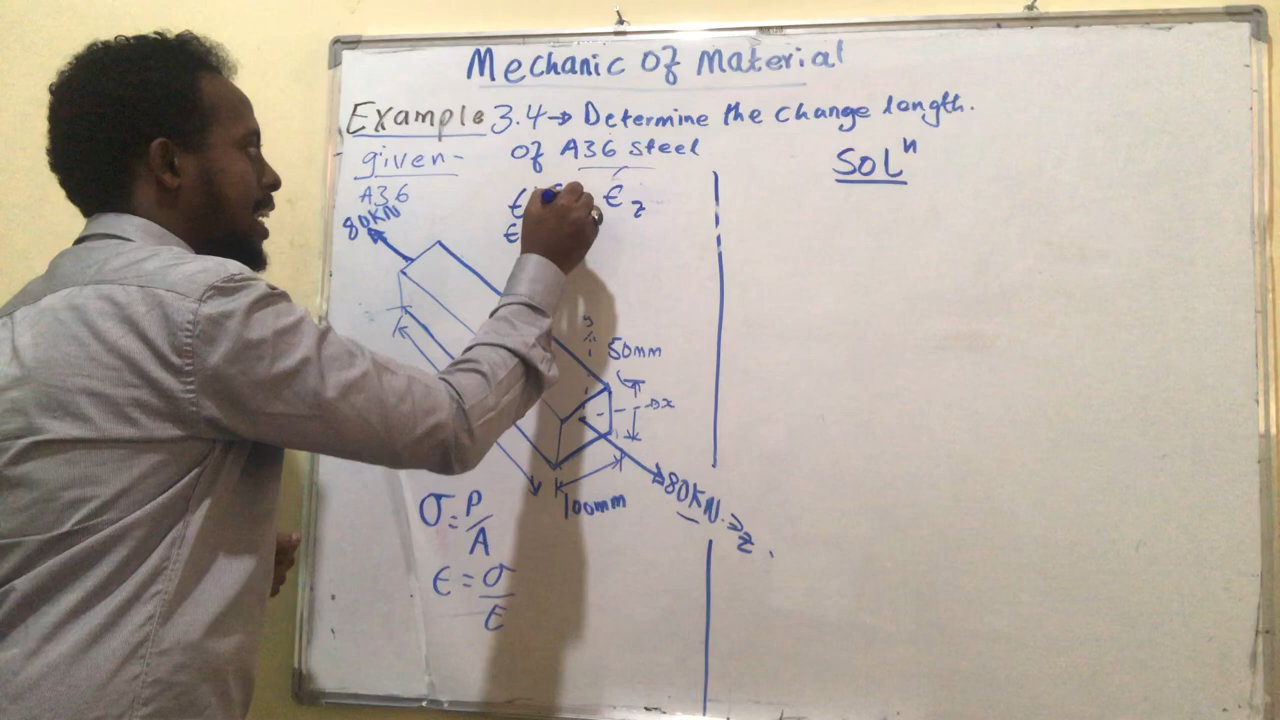 Mechanic Of Material
Example 3.4→ Determine the change length.
Of A36 Steel
given-
A36
80KN
ϵz
50mm
x
80KN
z
100mm
σ=P/A
ϵ=σ/E
Solⁿ